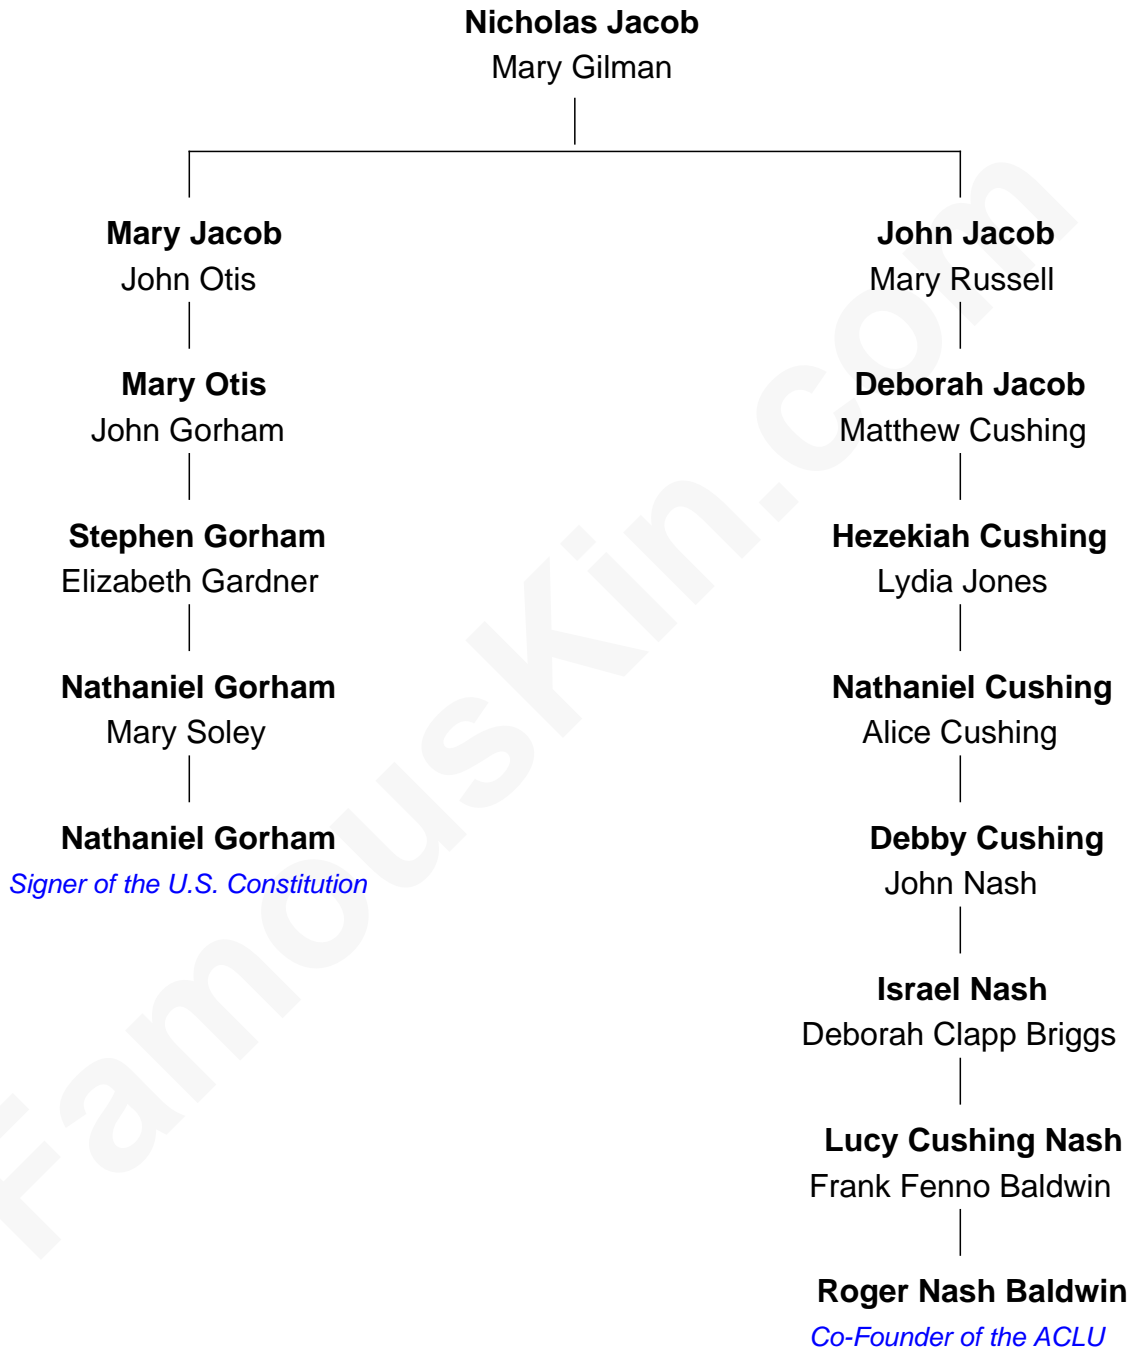 Nicholas Jacob
Mary Gilman
Mary Jacob
John Otis
John Jacob
Mary Russell
Mary Otis
John Gorham
Deborah Jacob
Matthew Cushing
Stephen Gorham
Elizabeth Gardner
Hezekiah Cushing
Lydia Jones
Nathaniel Gorham
Mary Soley
Nathaniel Cushing
Alice Cushing
Nathaniel Gorham
Signer of the U.S. Constitution
Debby Cushing
John Nash
Israel Nash
Deborah Clapp Briggs
Lucy Cushing Nash
Frank Fenno Baldwin
Roger Nash Baldwin
Co-Founder of the ACLU
FamousKin.com